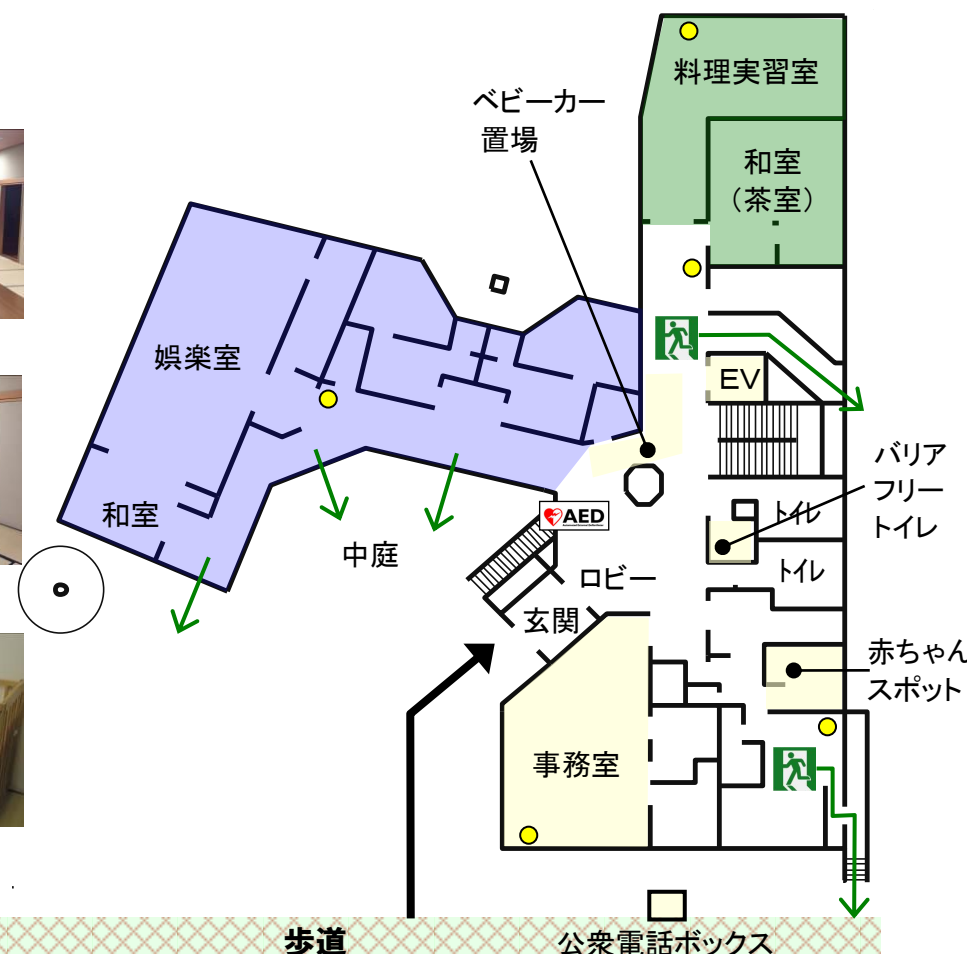 料理実習室
ベビーカー
置場
和室
（茶室）
娯楽室
EV
バリア
フリー
トイレ
和室
AED
トイレ
中庭
ロビー
トイレ
玄関
赤ちゃん
スポット
事務室
歩道
公衆電話ボックス